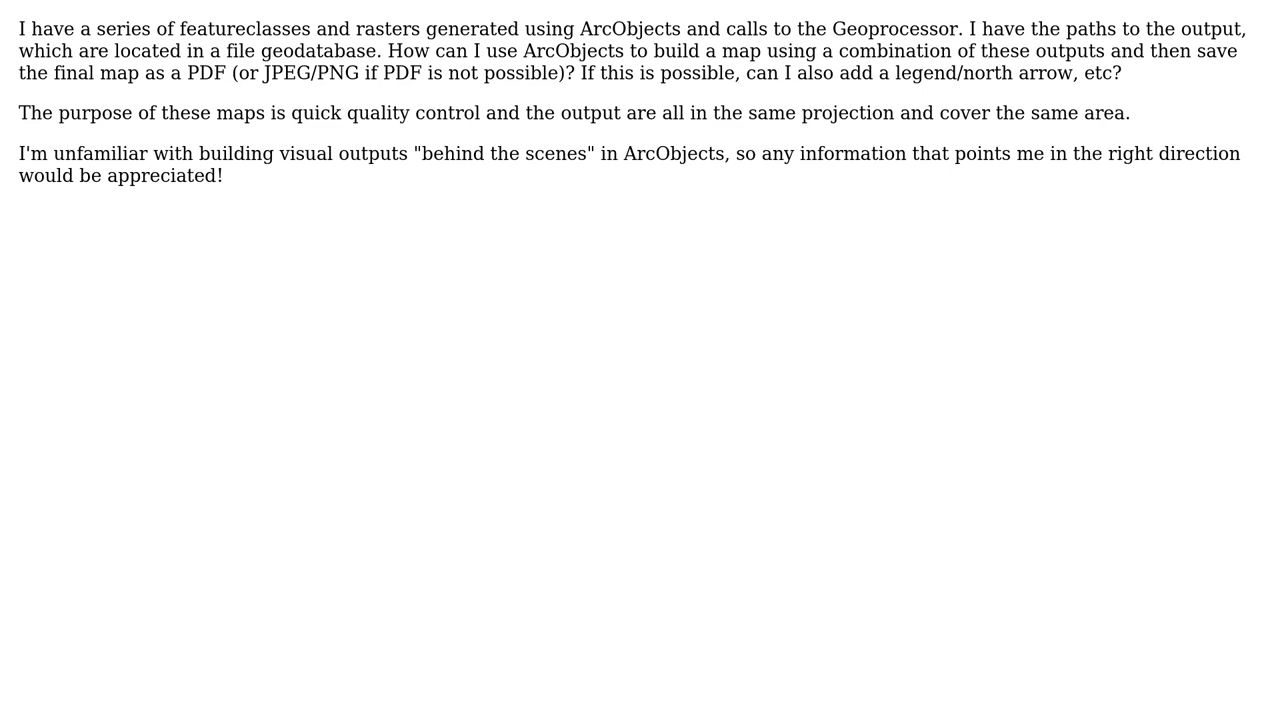 I have a series of featureclasses and rasters generated using ArcObjects and calls to the Geoprocessor. I have the paths to the output,
which are located in a file geodatabase. How can I use ArcObjects to build a map using a combination of these outputs and then save
the final map as a PDF (or JPEG/PNG if PDF is not possible)? If this is possible, can I also add a legend/north arrow, etc?
The purpose of these maps is quick quality control and the output are all in the same projection and cover the same area.
I'm unfamiliar with building visual outputs "behind the scenes" in ArcObjects, so any information that points me in the right direction
would be appreciated!